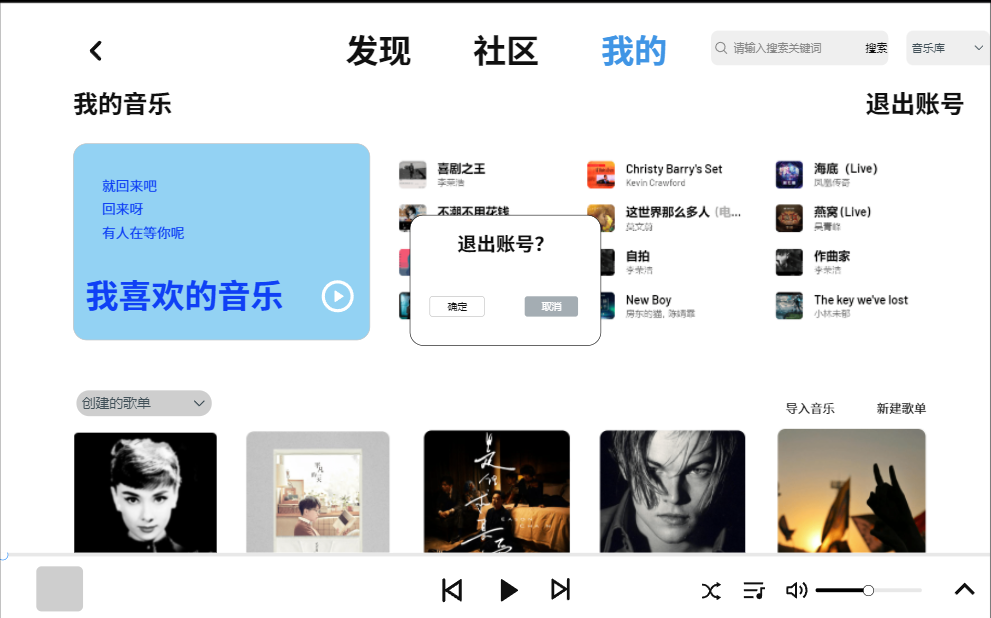 发现
社区
我的
请输入搜索关键词
搜索
音乐库
我的音乐
退出账号
就回来吧
回来呀
有人在等你呢
我喜欢的音乐
喜剧之王
李荣浩
Christy Barry's Set
Kevin Crawford
海底（Live）
凤凰传奇
不潮不用花钱
这世界那么多人 (电...
莫文蔚
燕窝 (Live)
吴青峰
退出账号?
确定
取消
自拍
李荣浩
作曲家
李荣浩
New Boy
房东的猫, 陈婧霏
The key we've lost
小林未郁
创建的歌单
导入音乐
新建歌单